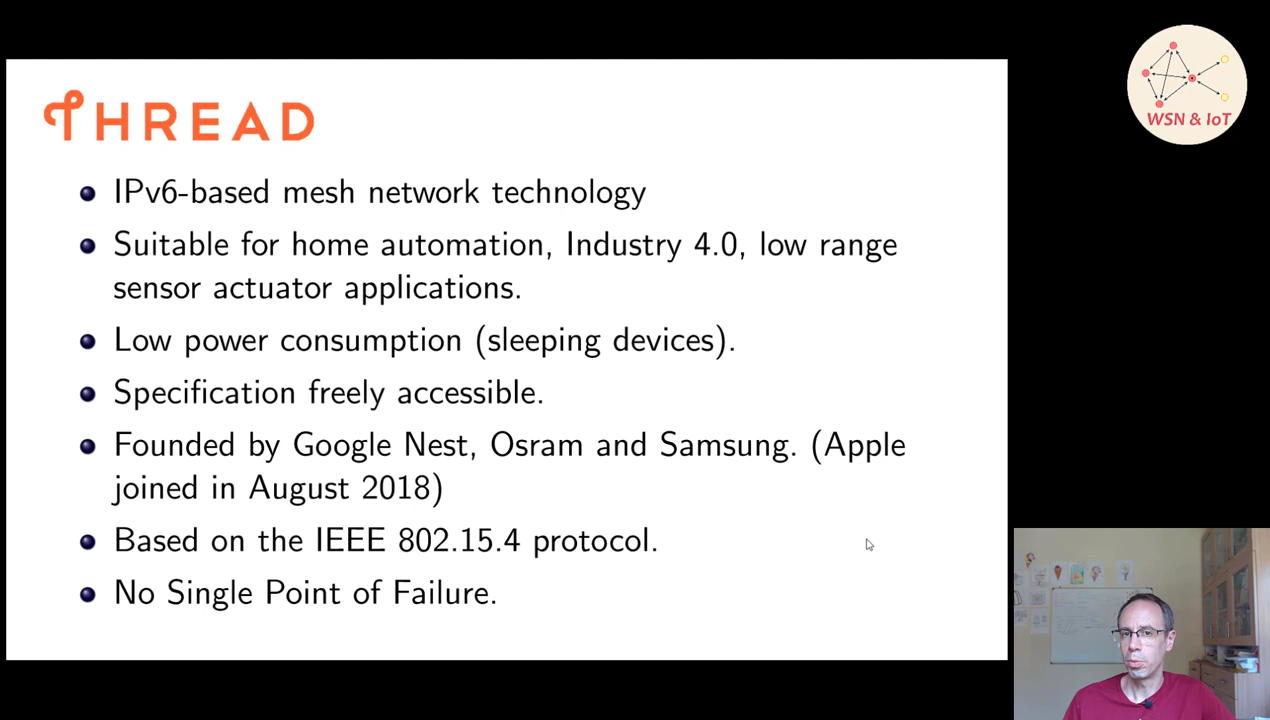 THREAD
WSN & IoT
IPv6-based mesh network technology
Suitable for home automation, Industry 4.0, low range
sensor actuator applications.
Low power consumption (sleeping devices).
Specification freely accessible.
Founded by Google Nest, Osram and Samsung. (Apple
joined in August 2018)
Based on the IEEE 802.15.4 protocol.
No Single Point of Failure.